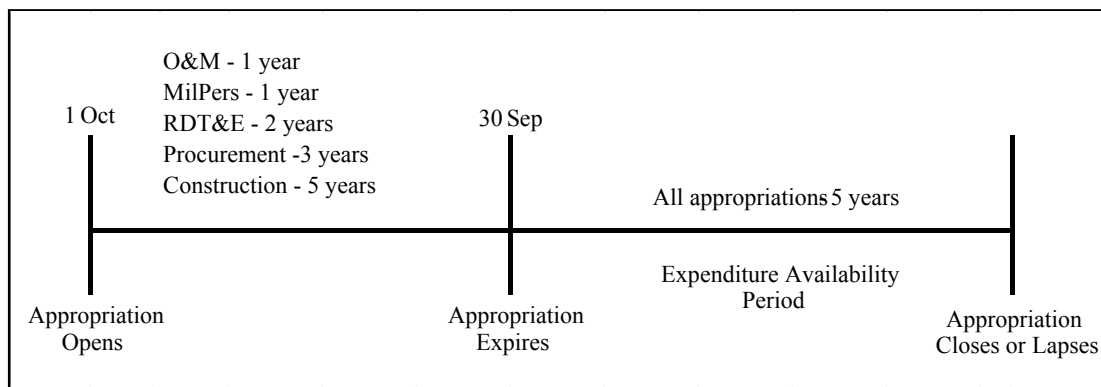 O&M - 1 year
MilPers - 1 year
1 Oct
RDT&E - 2 years
30 Sep
Procurement -3 years
Construction - 5 years
All appropriations- 5 years
Expenditure Availability
Period
Appropriation
Opens
Appropriation
Expires
Appropriation
Closes or Lapses